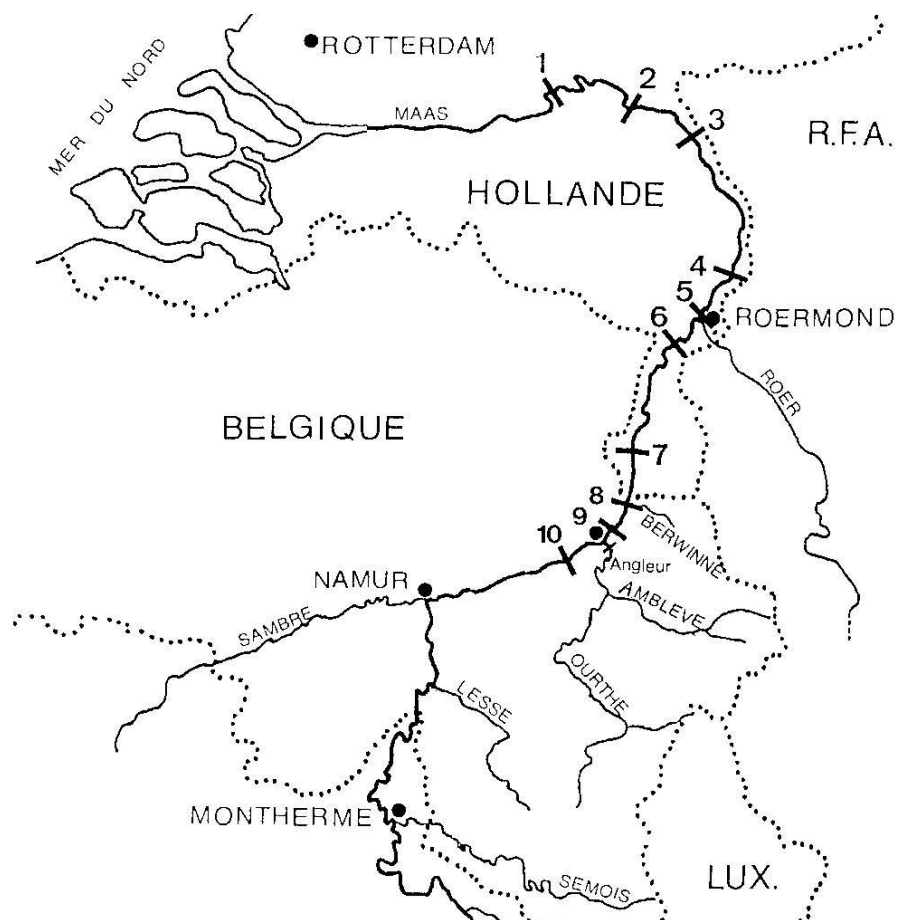 ROTTERDAM
MER DU NORD
MAAS
1
2
3
R.F.A.
HOLLANDE
4
5
ROERMOND
6
ROER
BELGIQUE
7
8
9
BERWINNE
10
Angleur
NAMUR
AMBLEVE
SAMBRE
OURTHE
LESSE
MONTHERME
SEMOIS
LUX.